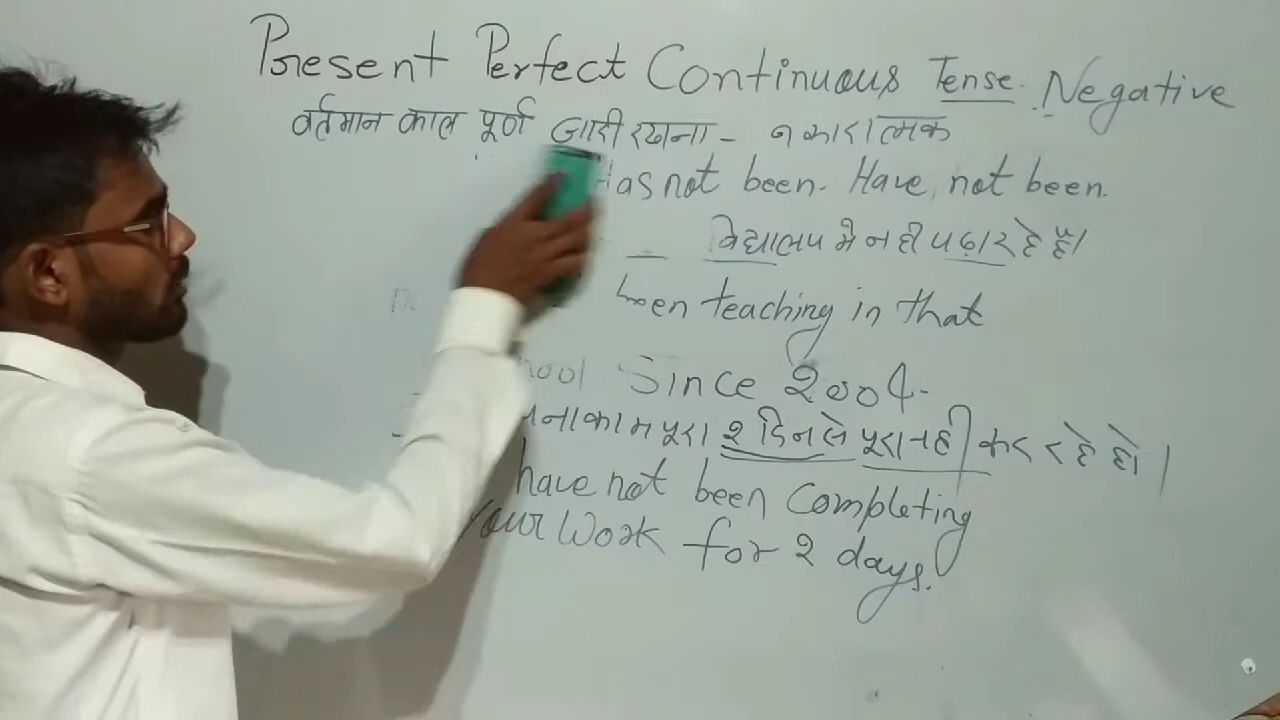 Present Perfect Continuous Tense. Negative
वर्तमान काल पूर्ण जारी रखना - नकारात्मक
Has not been. Have not been.
विद्यालय मे नही पढ़ा रहे हैं।
been teaching in that
hool Since 2004.
ना काम पूरा 2 दिन से पूरा नही कर रहे हो।
have not been Completing
your Work for 2 days.